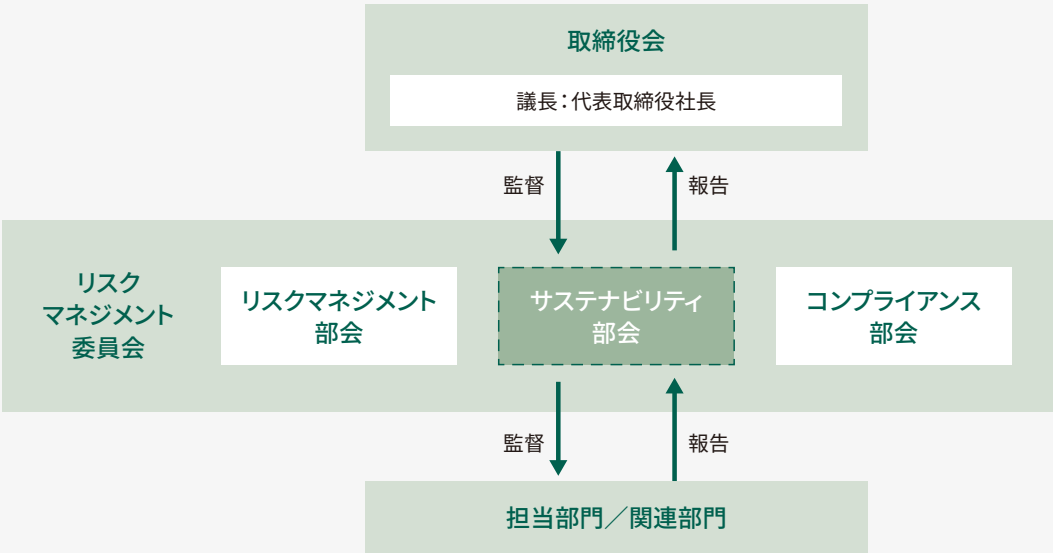 取締役会
議長：代表取締役社長
監督
報告
リスク
マネジメント
委員会
リスクマネジメント
部会
サステナビリティ
部会
コンプライアンス
部会
監督
報告
担当部門／関連部門